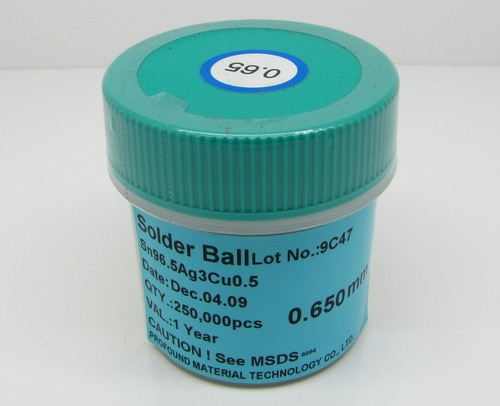 0.65
Solder Ball Lot No.:9C47
Sn96.5Ag3Cu0.5
Date:Dec.04.09
QTY.:250,000pcs 0.650mm
VAL.:1 Year
CAUTION ! See MSDS
PROFOUND MATERIAL TECHNOLOGY CO., LTD.